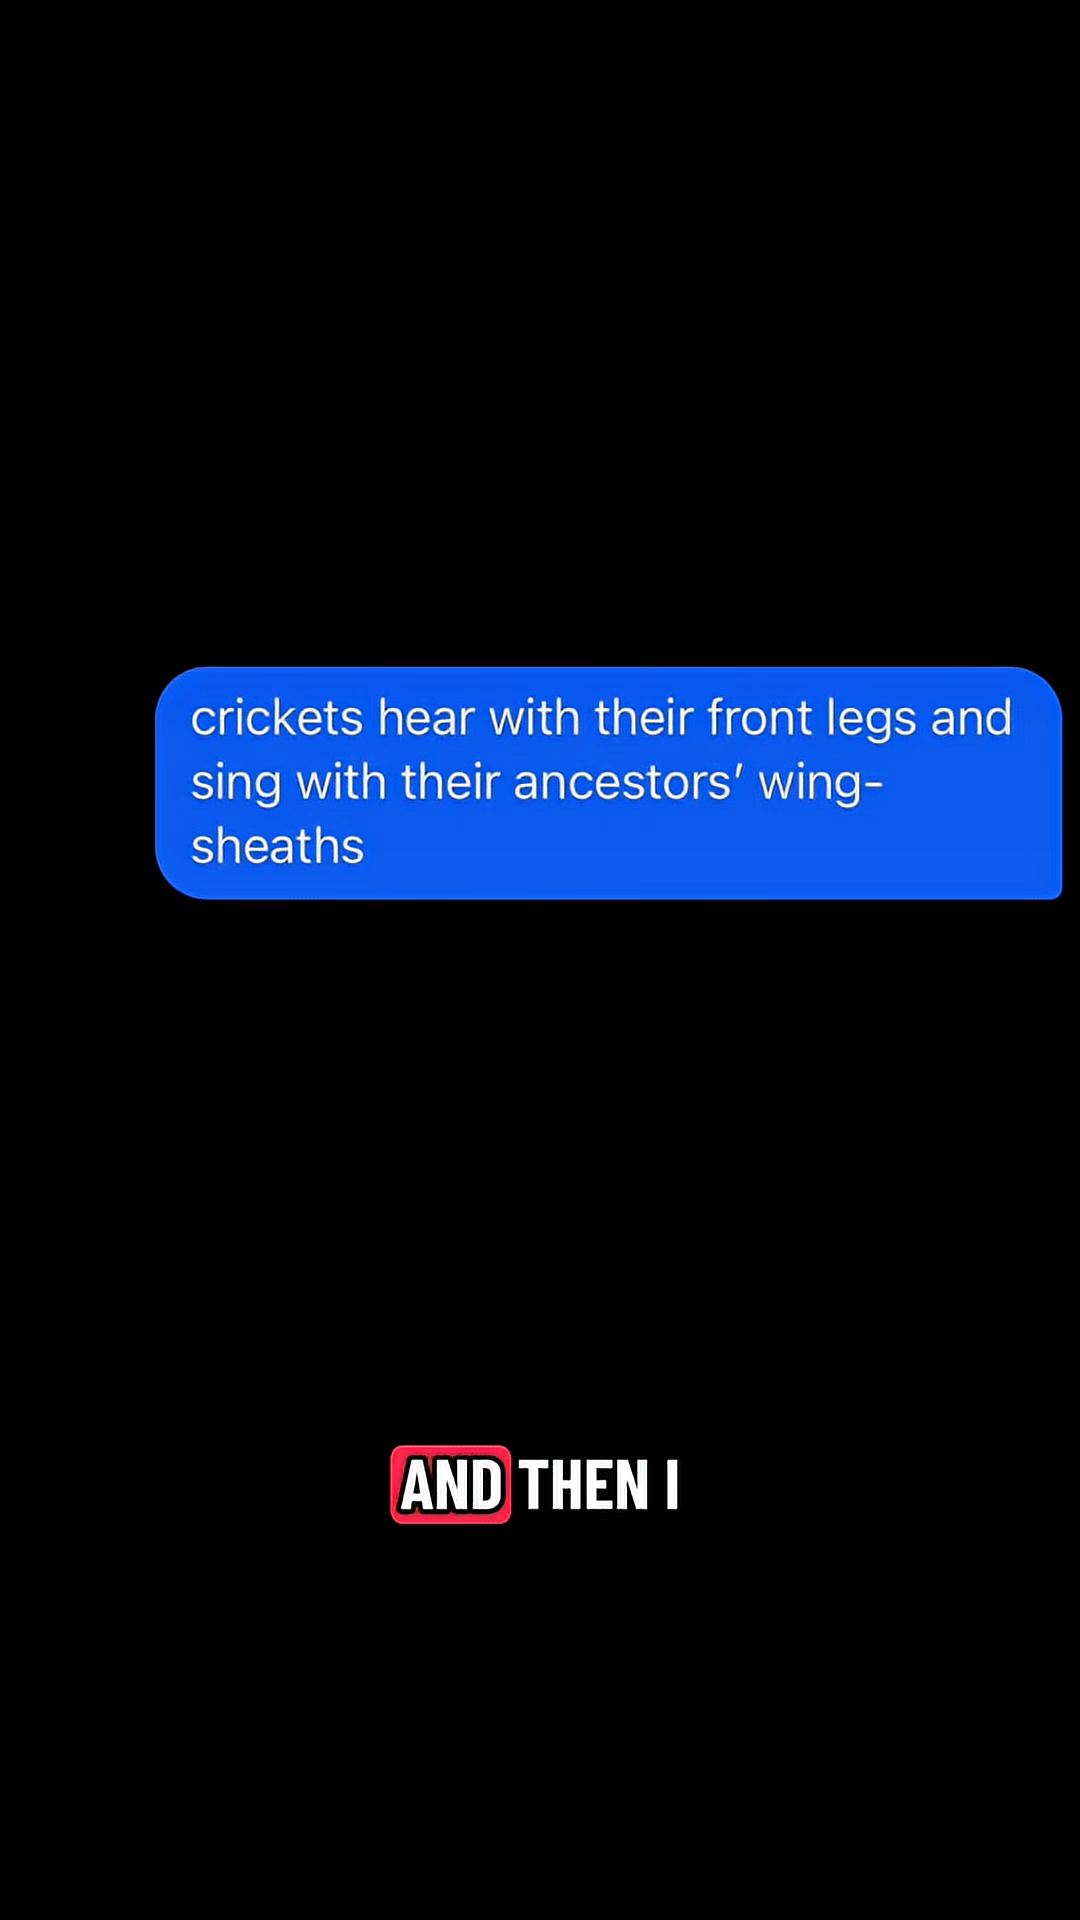 crickets hear with their front legs and
sing with their ancestors’ wing-
sheaths
AND THEN I